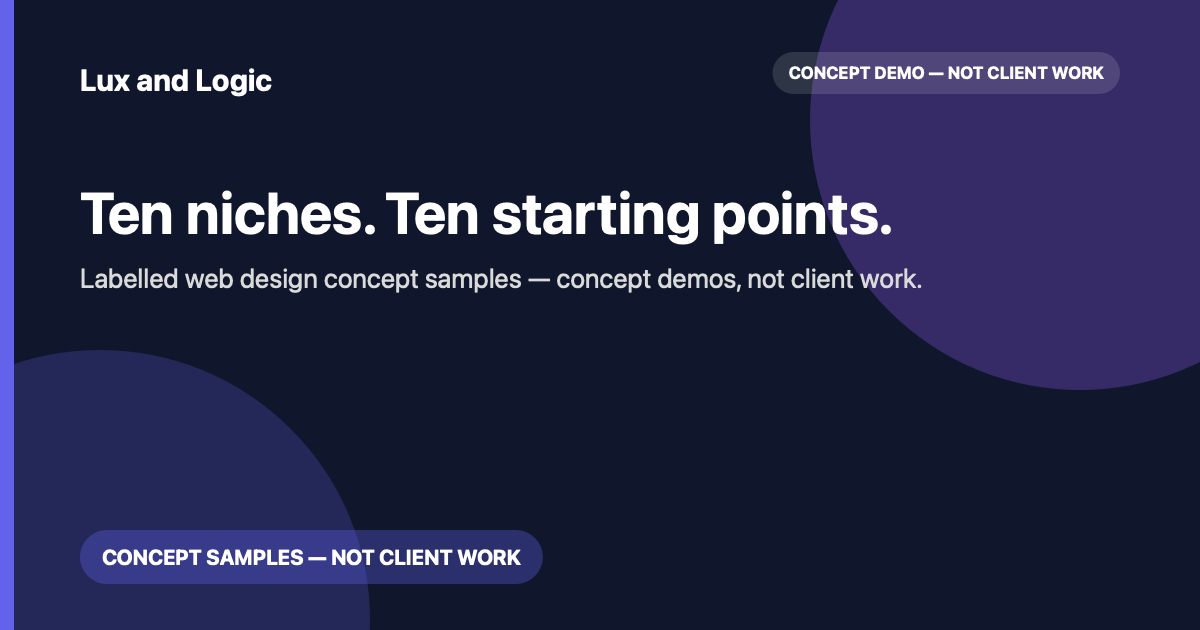 Lux and Logic
CONCEPT DEMO — NOT CLIENT WORK
Ten niches. Ten starting points.
Labelled web design concept samples — concept demos, not client work.
CONCEPT SAMPLES — NOT CLIENT WORK